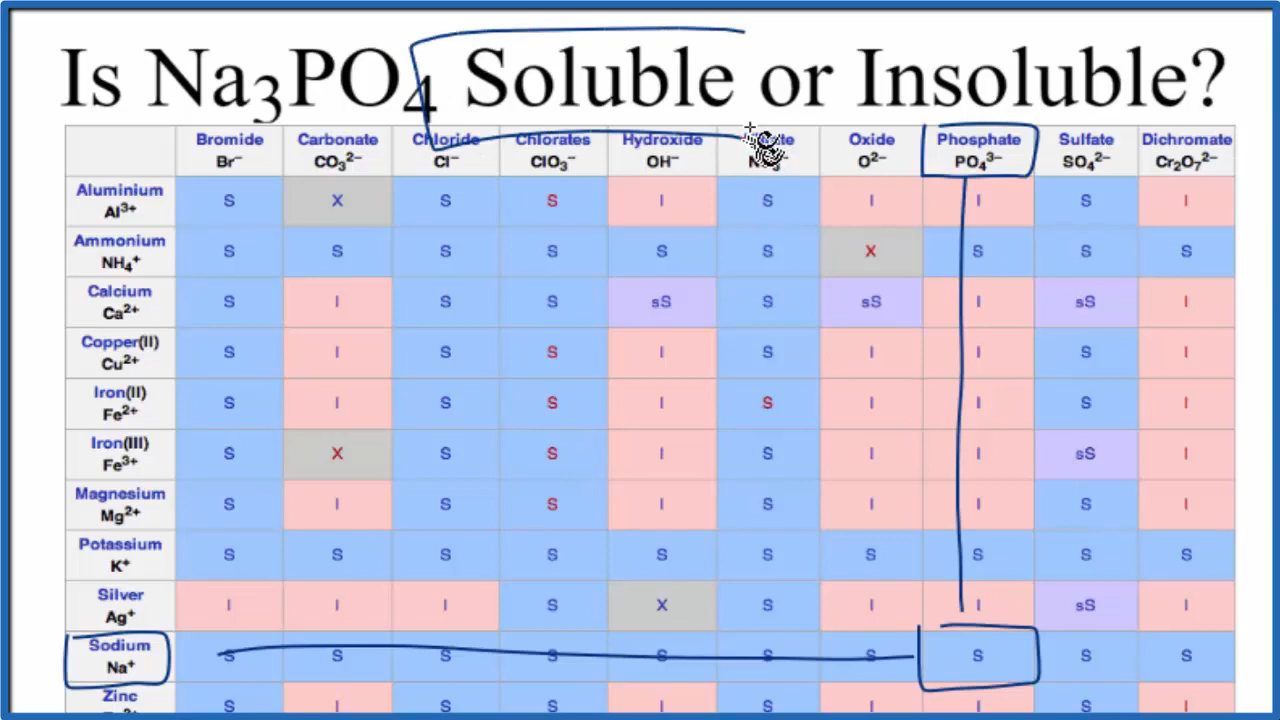 Is Na₃PO₄ Soluble or Insoluble?
Bromide Carbonate Chloride Chlorates Hydroxide Oxide Phosphate Sulfate Dichromate
Br⁻ CO₃²⁻ Cl⁻ ClO₃⁻ OH⁻ O²⁻ PO₄³⁻ SO₄²⁻ Cr₂O₇²⁻
Aluminium
Al³⁺ S X S S I S I I S I
Ammonium
NH₄⁺ S S S S S S X S S S
Calcium
Ca²⁺ S I S S sS S sS I sS I
Copper(II)
Cu²⁺ S I S S I S I I S I
Iron(II)
Fe²⁺ S I S S I S I I S I
Iron(III)
Fe³⁺ S X S S I S I I sS I
Magnesium
Mg²⁺ S I S S I S I I S I
Potassium
K⁺ S S S S S S S S S S
Silver
Ag⁺ I I I S X S I I sS I
Sodium
Na⁺ S S S S S S S S S S
Zinc
S I S S I S I I S I